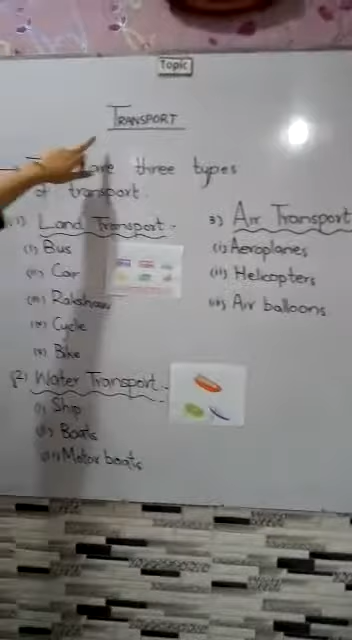 Topic
TRANSPORT
are three types
of transport.
1) Land Transport.
(i) Bus
(ii) Car
(iii) Rakshaw
(iv) Cycle
(v) Bike
(2) Water Transport.
(i) Ship
(ii) Boats
(iii) Motor boats
3) Air Transport
(i) Aeroplanes
(ii) Helicopters
(iii) Air balloons